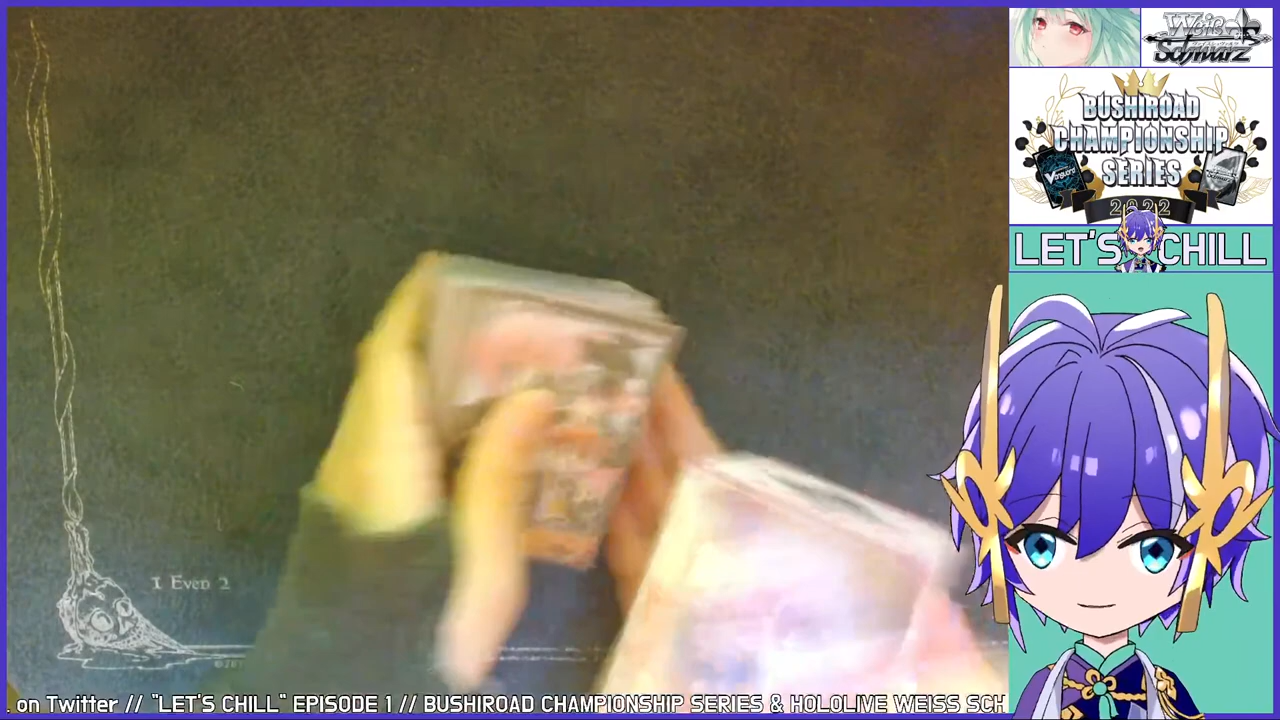 Weiß
Schwarz
BUSHIROAD
CHAMPIONSHIP
SERIES
Vanguard
2022
LET'S CHILL
1 Even 2
. on Twitter // "LET'S CHILL" EPISODE 1 // BUSHIROAD CHAMPIONSHIP SERIES & HOLOLIVE WEISS SCH